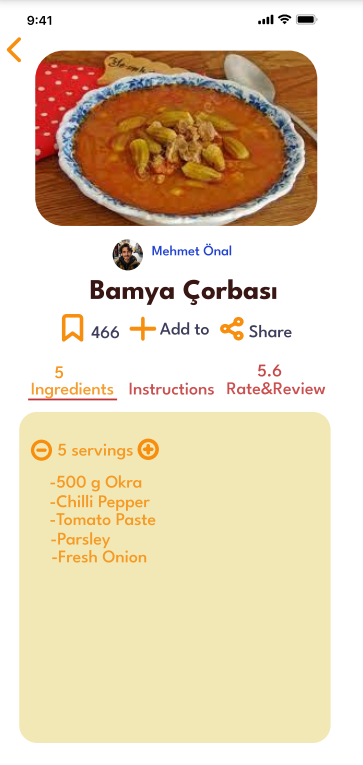 9:41
Mehmet Önal
Bamya Çorbası
466 Add to Share
5
Ingredients
Instructions
5.6
Rate&Review
5 servings
-500 g Okra
-Chilli Pepper
-Tomato Paste
-Parsley
-Fresh Onion